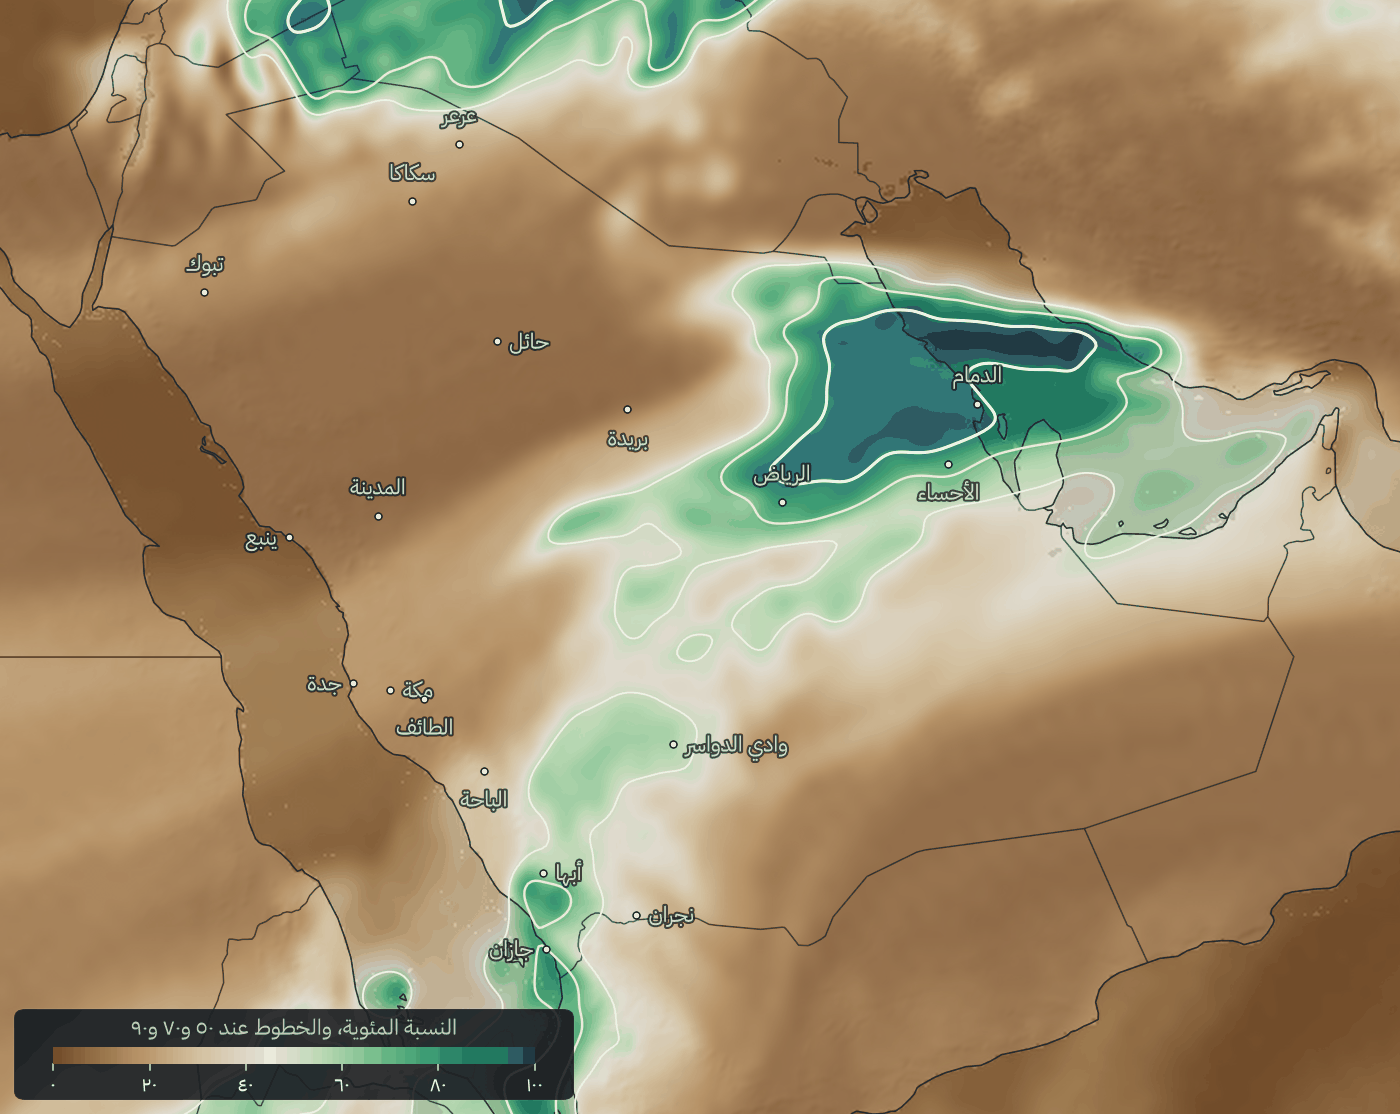 عرعر
سكاكا
تبوك
حائل
الدمام
بريدة
الرياض
المدينة
الأحساء
ينبع
جدة
مكة
الطائف
وادي الدواسر
الباحة
أبها
نجران
جازان
النسبة المئوية، والخطوط عند ٥٠ و٧٠ و٩٠
٠ ٢٠ ٤٠ ٦٠ ٨٠ ١٠٠